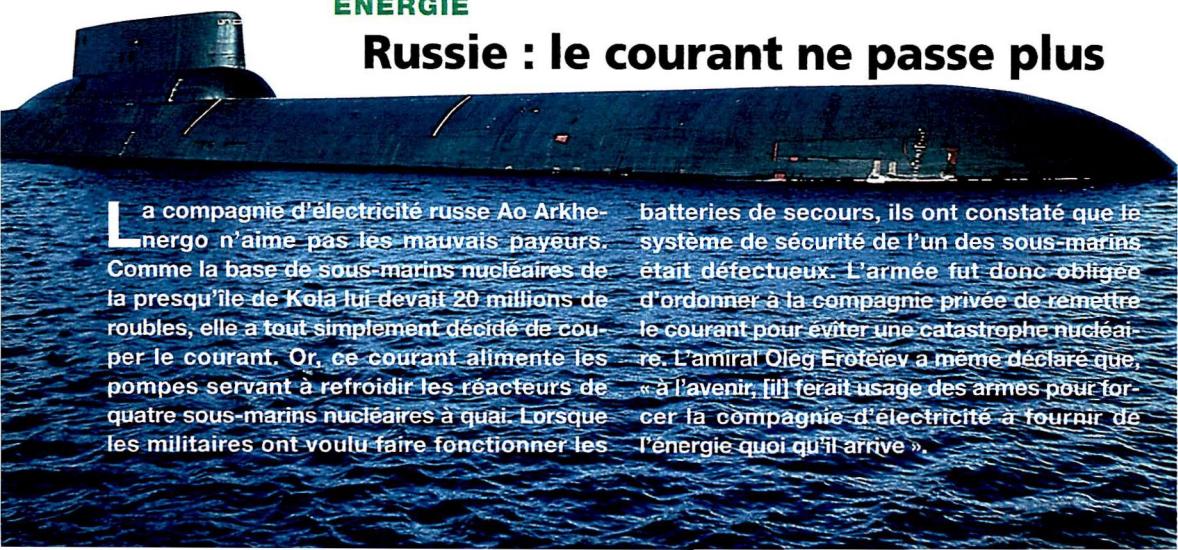 ÉNERGIE
Russie : le courant ne passe plus
La compagnie d'électricité russe Ao Arkhe-
nergo n'aime pas les mauvais payeurs.
Comme la base de sous-marins nucléaires de
la presqu'île de Kola lui devait 20 millions de
roubles, elle a tout simplement décidé de cou-
per le courant. Or, ce courant alimente les
pompes servant à refroidir les réacteurs de
quatre sous-marins nucléaires à quai. Lorsque
les militaires ont voulu faire fonctionner les
batteries de secours, ils ont constaté que le
système de sécurité de l'un des sous-marins
était défectueux. L'armée fut donc obligée
d'ordonner à la compagnie privée de remettre
le courant pour éviter une catastrophe nucléai-
re. L'amiral Oleg Erofeïev a même déclaré que,
« à l'avenir, [il] ferait usage des armes pour for-
cer la compagnie d'électricité à fournir de
l'énergie quoi qu'il arrive ».